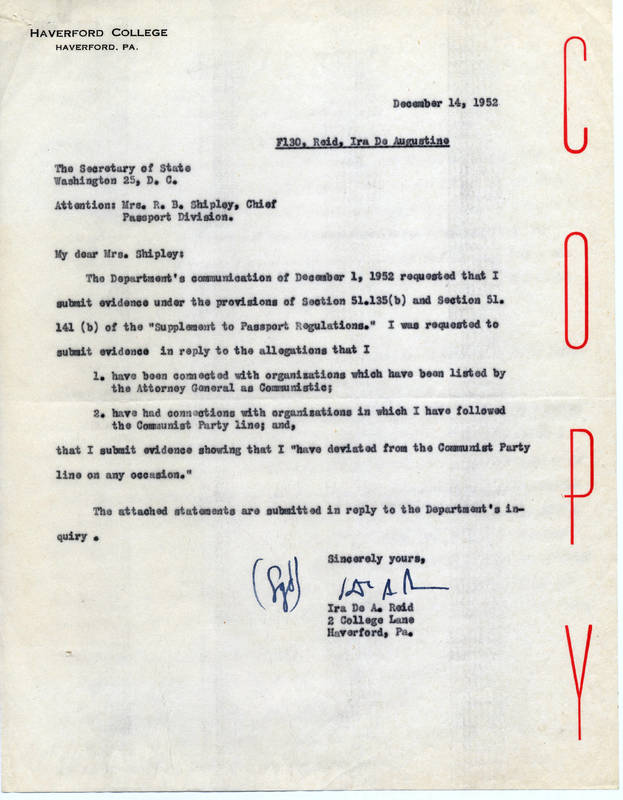 HAVERFORD COLLEGE
HAVERFORD, PA.
December 14, 1952
F130, Reid, Ira De Augustine
The Secretary of State
Washington 25, D. C.
Attention: Mrs. R. B. Shipley, Chief
Passport Division.
My dear Mrs. Shipley:
The Department's communication of December 1, 1952 requested that I
submit evidence under the provisions of Section 51.135(b) and Section 51.
141 (b) of the "Supplement to Passport Regulations." I was requested to
submit evidence in reply to the allegations that I
1. have been connected with organizations which have been listed by
the Attorney General as Communistic;
2. have had connections with organizations in which I have followed
the Communist Party line; and,
that I submit evidence showing that I "have deviated from the Communist Party
line on any occasion."
The attached statements are submitted in reply to the Department's in-
quiry .
Sincerely yours,
(Sgd)
Ira De A. Reid
2 College Lane
Haverford, Pa.
COPY